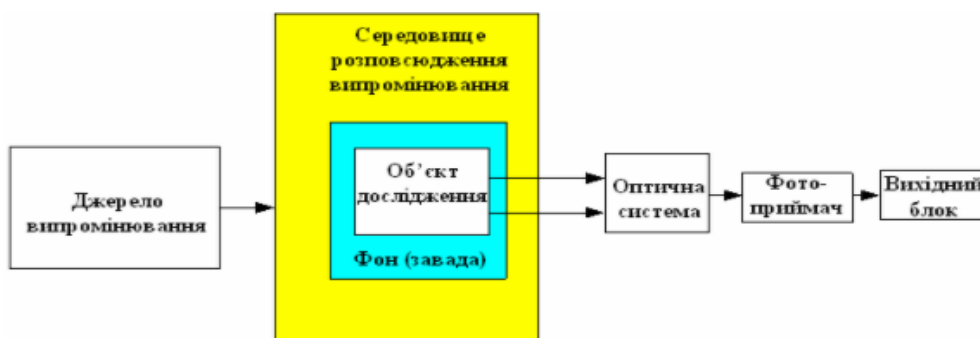 Джерело
випромінювання
Середовище
розповсюдження
випромінювання
Об’єкт
дослідження
Фон (завада)
Оптична
система
Фото-
приймач
Вихідний
блок